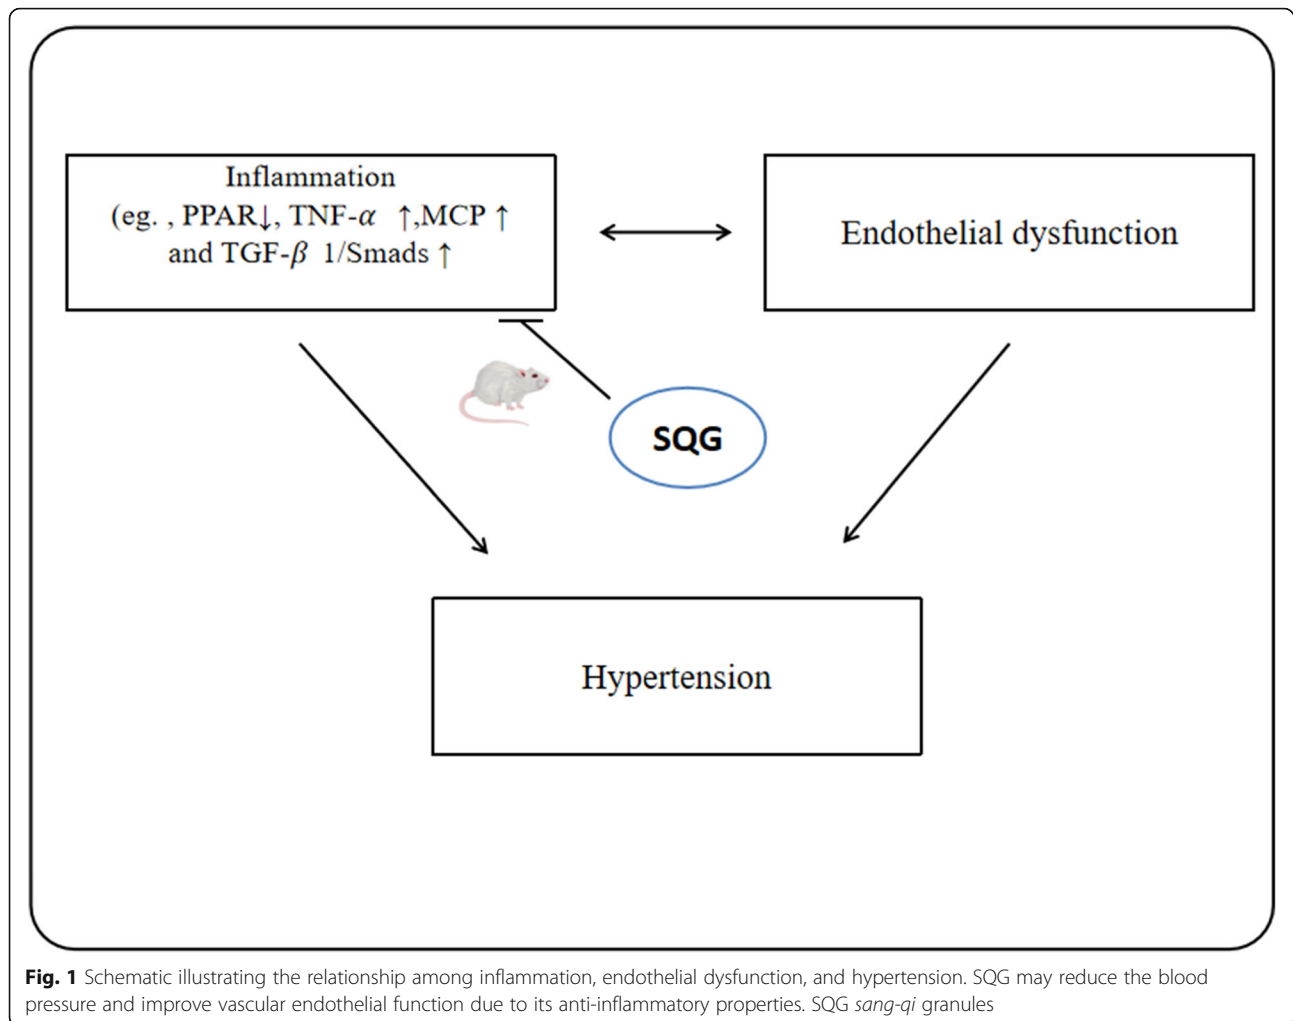 Inflammation
(eg. , PPAR↓, TNF-α ↑,MCP ↑
and TGF-β 1/Smads ↑
Endothelial dysfunction
SQG
Hypertension
Fig. 1 Schematic illustrating the relationship among inflammation, endothelial dysfunction, and hypertension. SQG may reduce the blood
pressure and improve vascular endothelial function due to its anti-inflammatory properties. SQG sang-qi granules